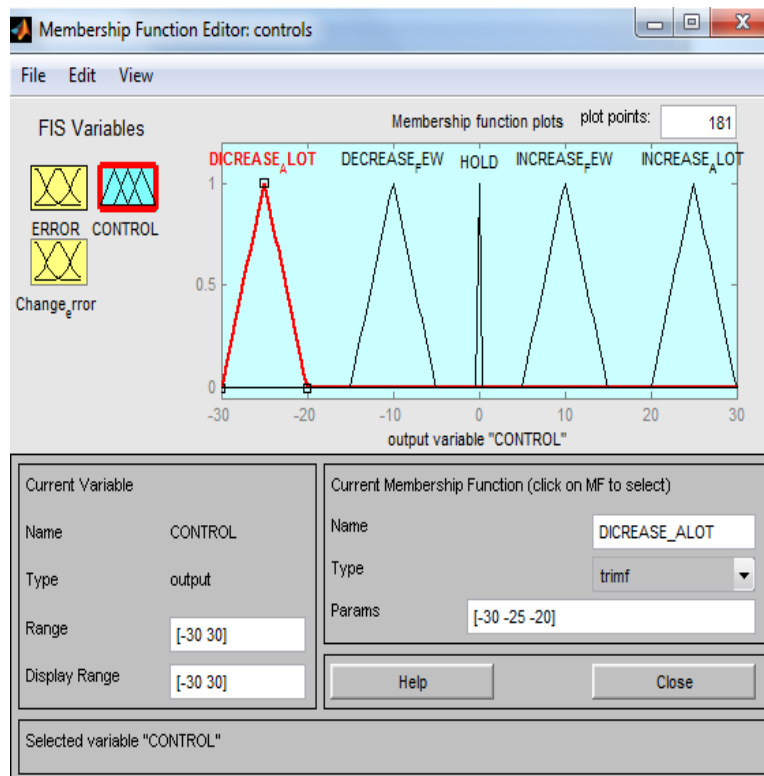 Membership Function Editor: controls
File Edit View
FIS Variables
Membership function plots plot points: 181
DICREASE_ALOT DECREASE_FEW HOLD INCREASE_FEW INCREASE_ALOT
ERROR CONTROL
Change_error
1
0.5
0
-30 -20 -10 0 10 20 30
output variable "CONTROL"
Current Variable
Name CONTROL
Type output
Range [-30 30]
Display Range [-30 30]
Current Membership Function (click on MF to select)
Name DICREASE_ALOT
Type trimf
Params [-30 -25 -20]
Help Close
Selected variable "CONTROL"